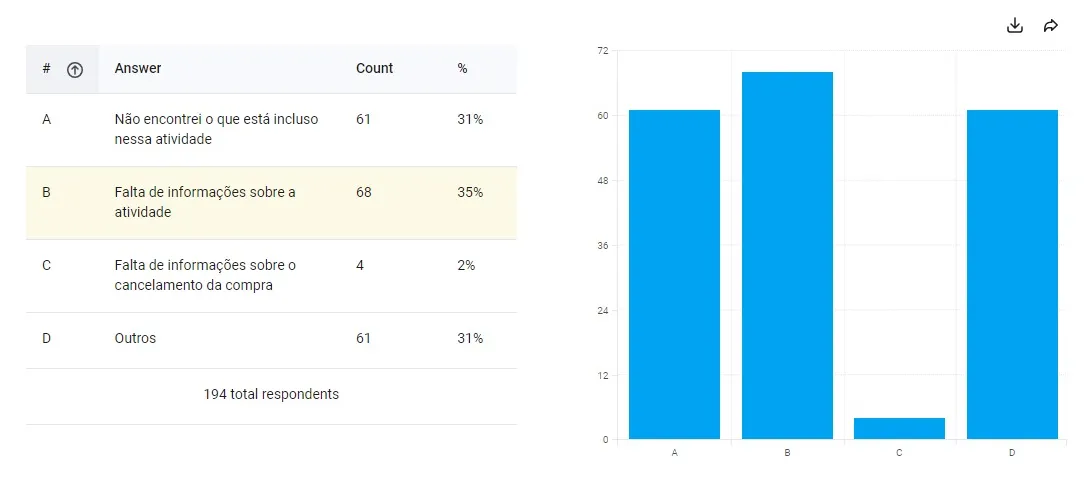 # Answer Count %
A Não encontrei o que está incluso 61 31%
nessa atividade
B Falta de informações sobre a 68 35%
atividade
C Falta de informações sobre o 4 2%
cancelamento da compra
D Outros 61 31%
194 total respondents
72
60
48
36
24
12
0
A B C D